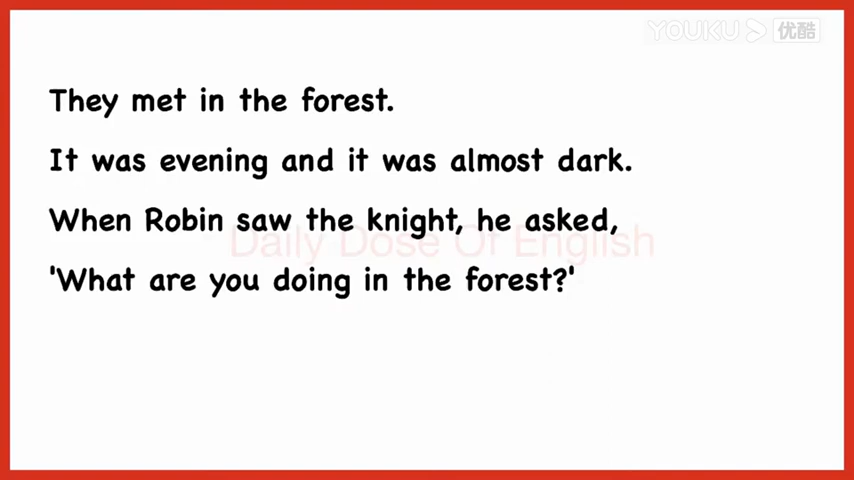 YOUKU 优酷
They met in the forest.
It was evening and it was almost dark.
When Robin saw the knight, he asked,
Daily Dose Of English
'What are you doing in the forest?'